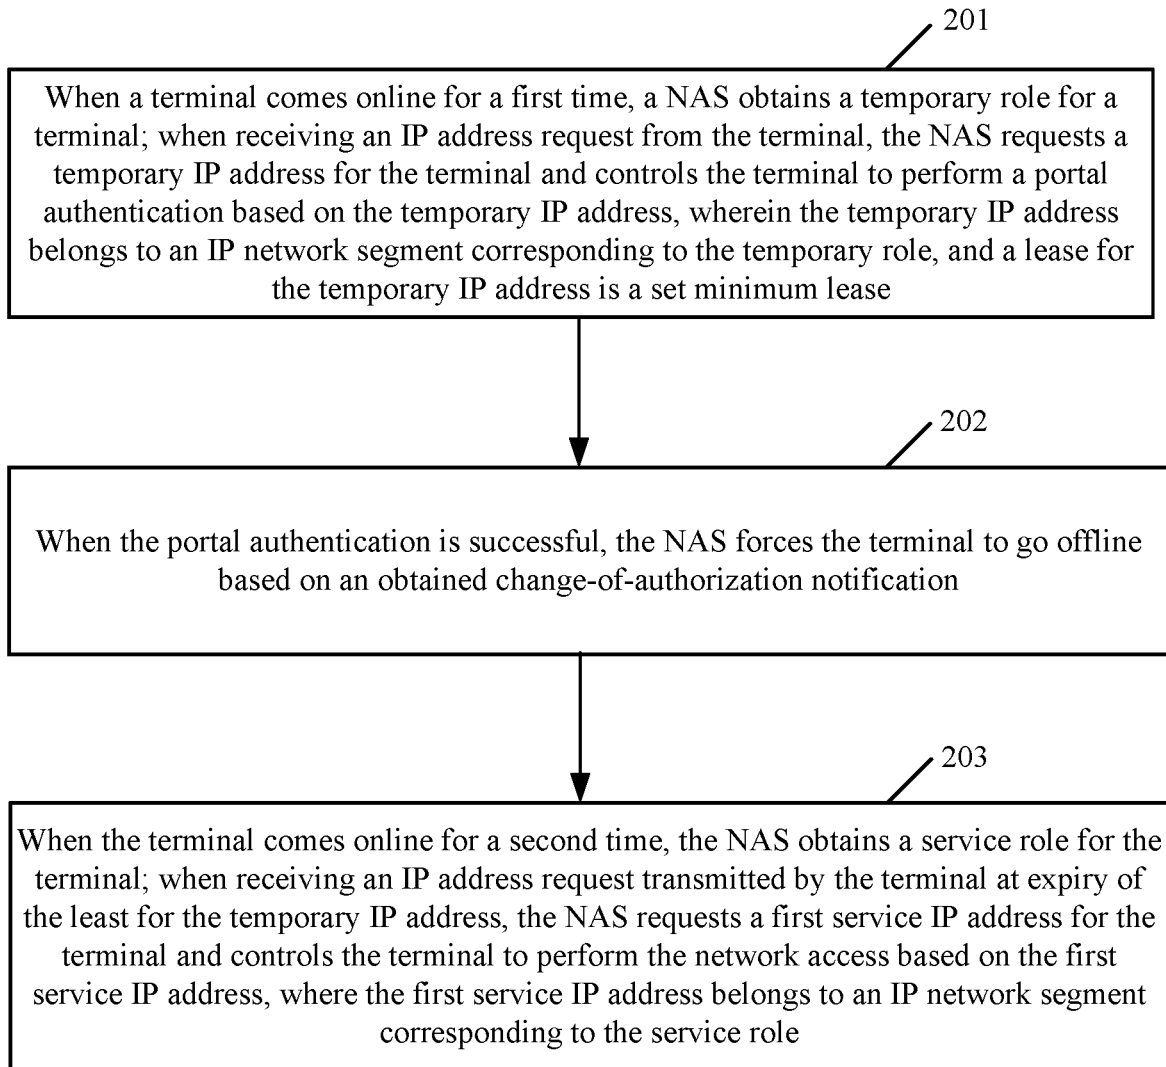 201
When a terminal comes online for a first time, a NAS obtains a temporary role for a
terminal; when receiving an IP address request from the terminal, the NAS requests a
temporary IP address for the terminal and controls the terminal to perform a portal
authentication based on the temporary IP address, wherein the temporary IP address
belongs to an IP network segment corresponding to the temporary role, and a lease for
the temporary IP address is a set minimum lease
202
When the portal authentication is successful, the NAS forces the terminal to go offline
based on an obtained change-of-authorization notification
203
When the terminal comes online for a second time, the NAS obtains a service role for the
terminal; when receiving an IP address request transmitted by the terminal at expiry of
the least for the temporary IP address, the NAS requests a first service IP address for the
terminal and controls the terminal to perform the network access based on the first
service IP address, where the first service IP address belongs to an IP network segment
corresponding to the service role